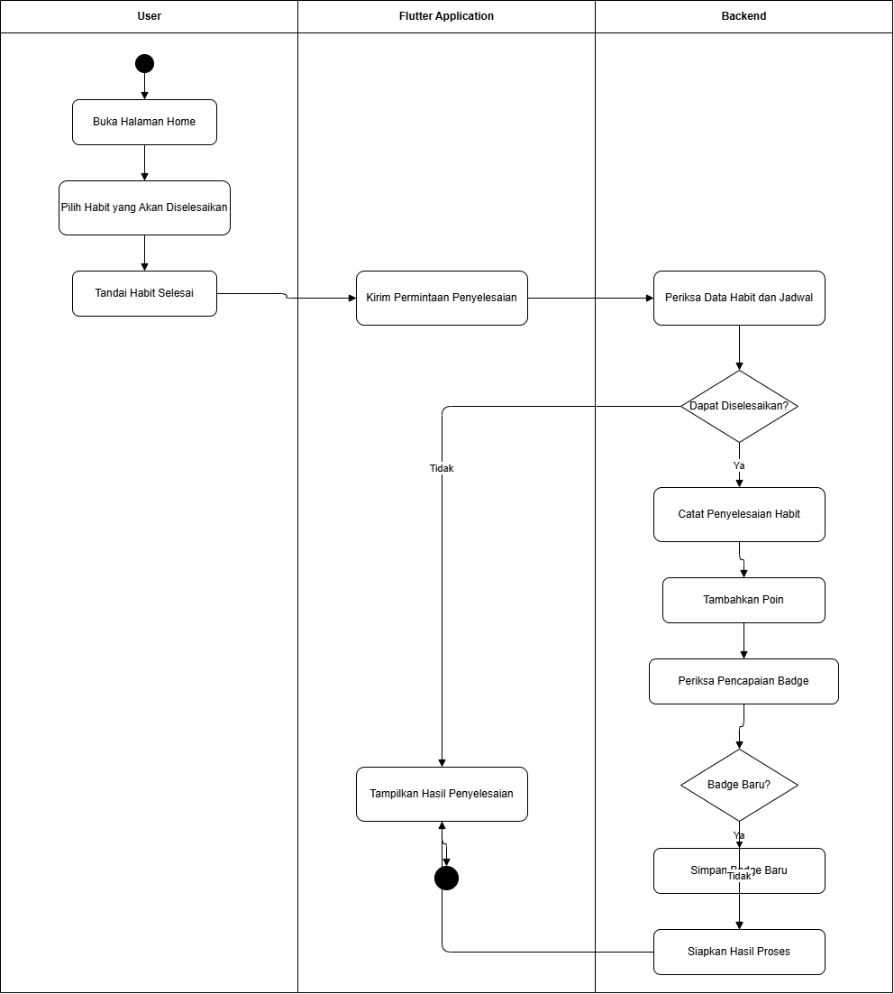 User
Flutter Application
Backend
Buka Halaman Home
Pilih Habit yang Akan Diselesaikan
Tandai Habit Selesai
Kirim Permintaan Penyelesaian
Periksa Data Habit dan Jadwal
Dapat Diselesaikan?
Tidak
Ya
Catat Penyelesaian Habit
Tambahkan Poin
Periksa Pencapaian Badge
Badge Baru?
Tampilkan Hasil Penyelesaian
Ya
Simpan Badge Baru
Tidak
Siapkan Hasil Proses